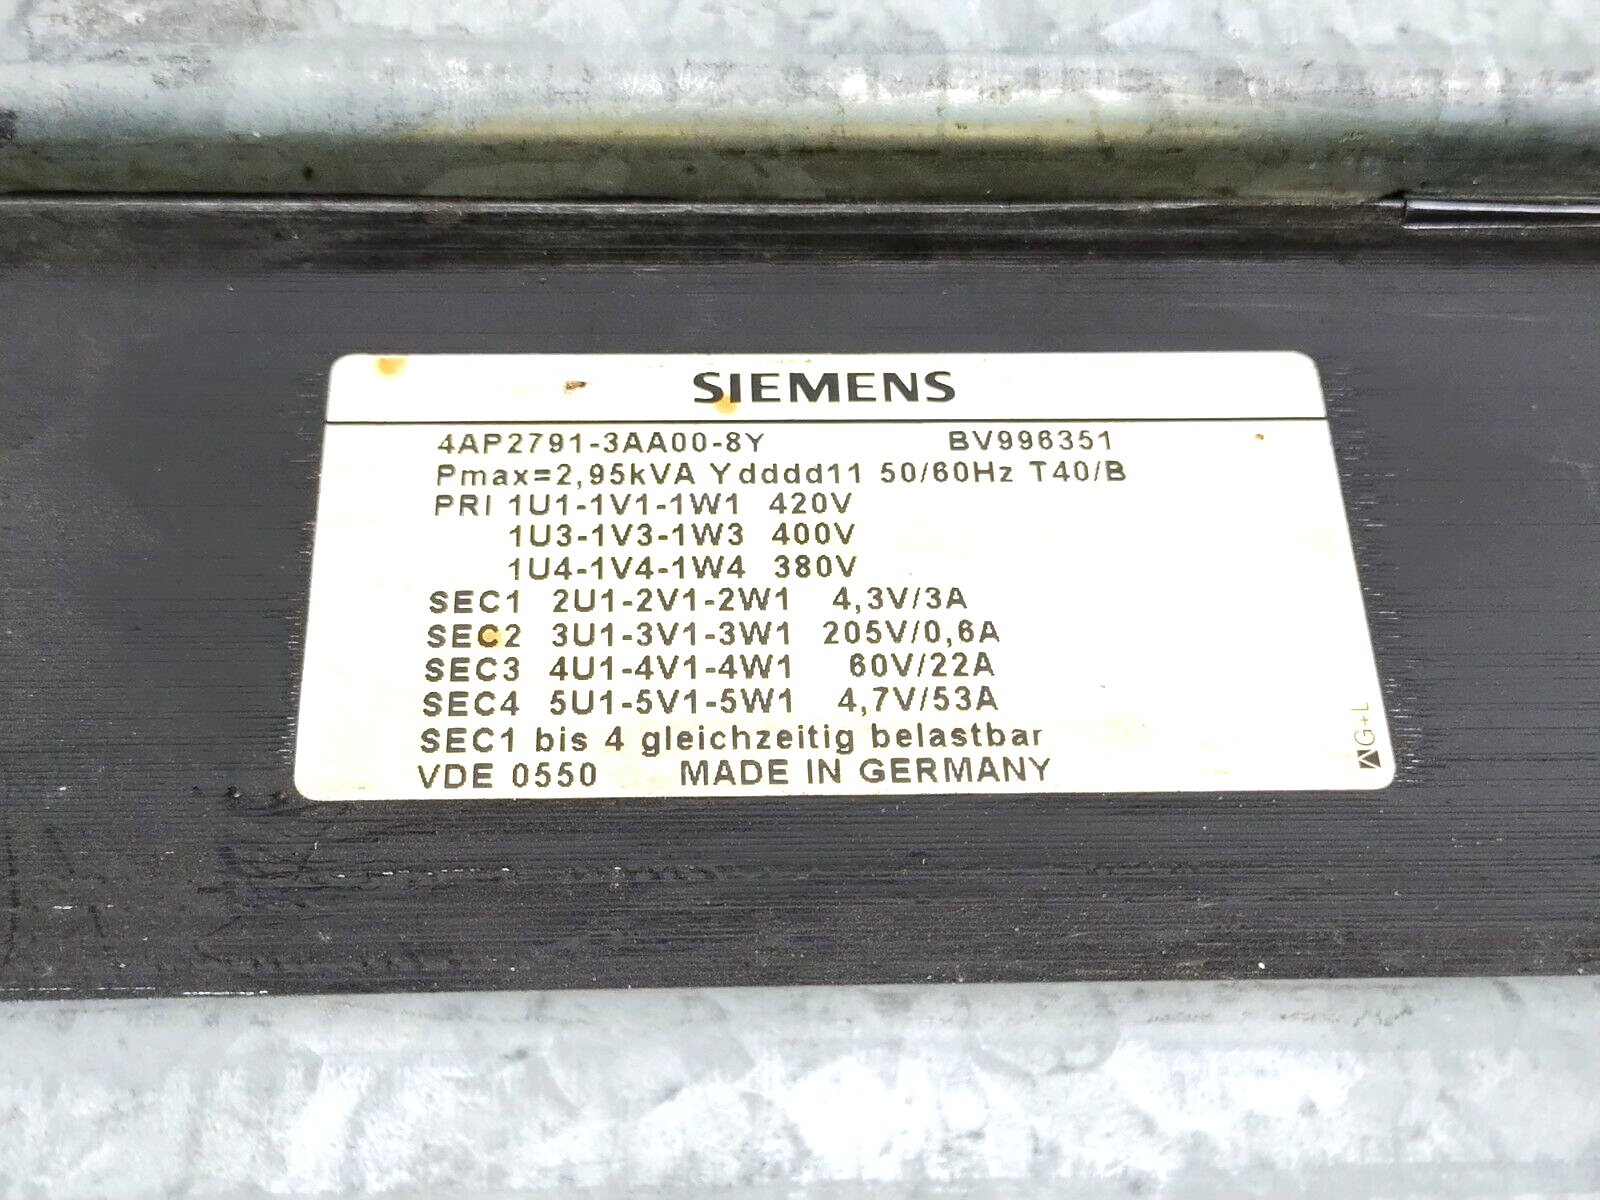 SIEMENS
4AP2791-3AA00-8Y BV996351
Pmax=2,95kVA Ydddd11 50/60Hz T40/B
PRI 1U1-1V1-1W1 420V
1U3-1V3-1W3 400V
1U4-1V4-1W4 380V
SEC1 2U1-2V1-2W1 4,3V/3A
SEC2 3U1-3V1-3W1 205V/0,6A
SEC3 4U1-4V1-4W1 60V/22A
SEC4 5U1-5V1-5W1 4,7V/53A
SEC1 bis 4 gleichzeitig belastbar
VDE 0550 MADE IN GERMANY
G+L